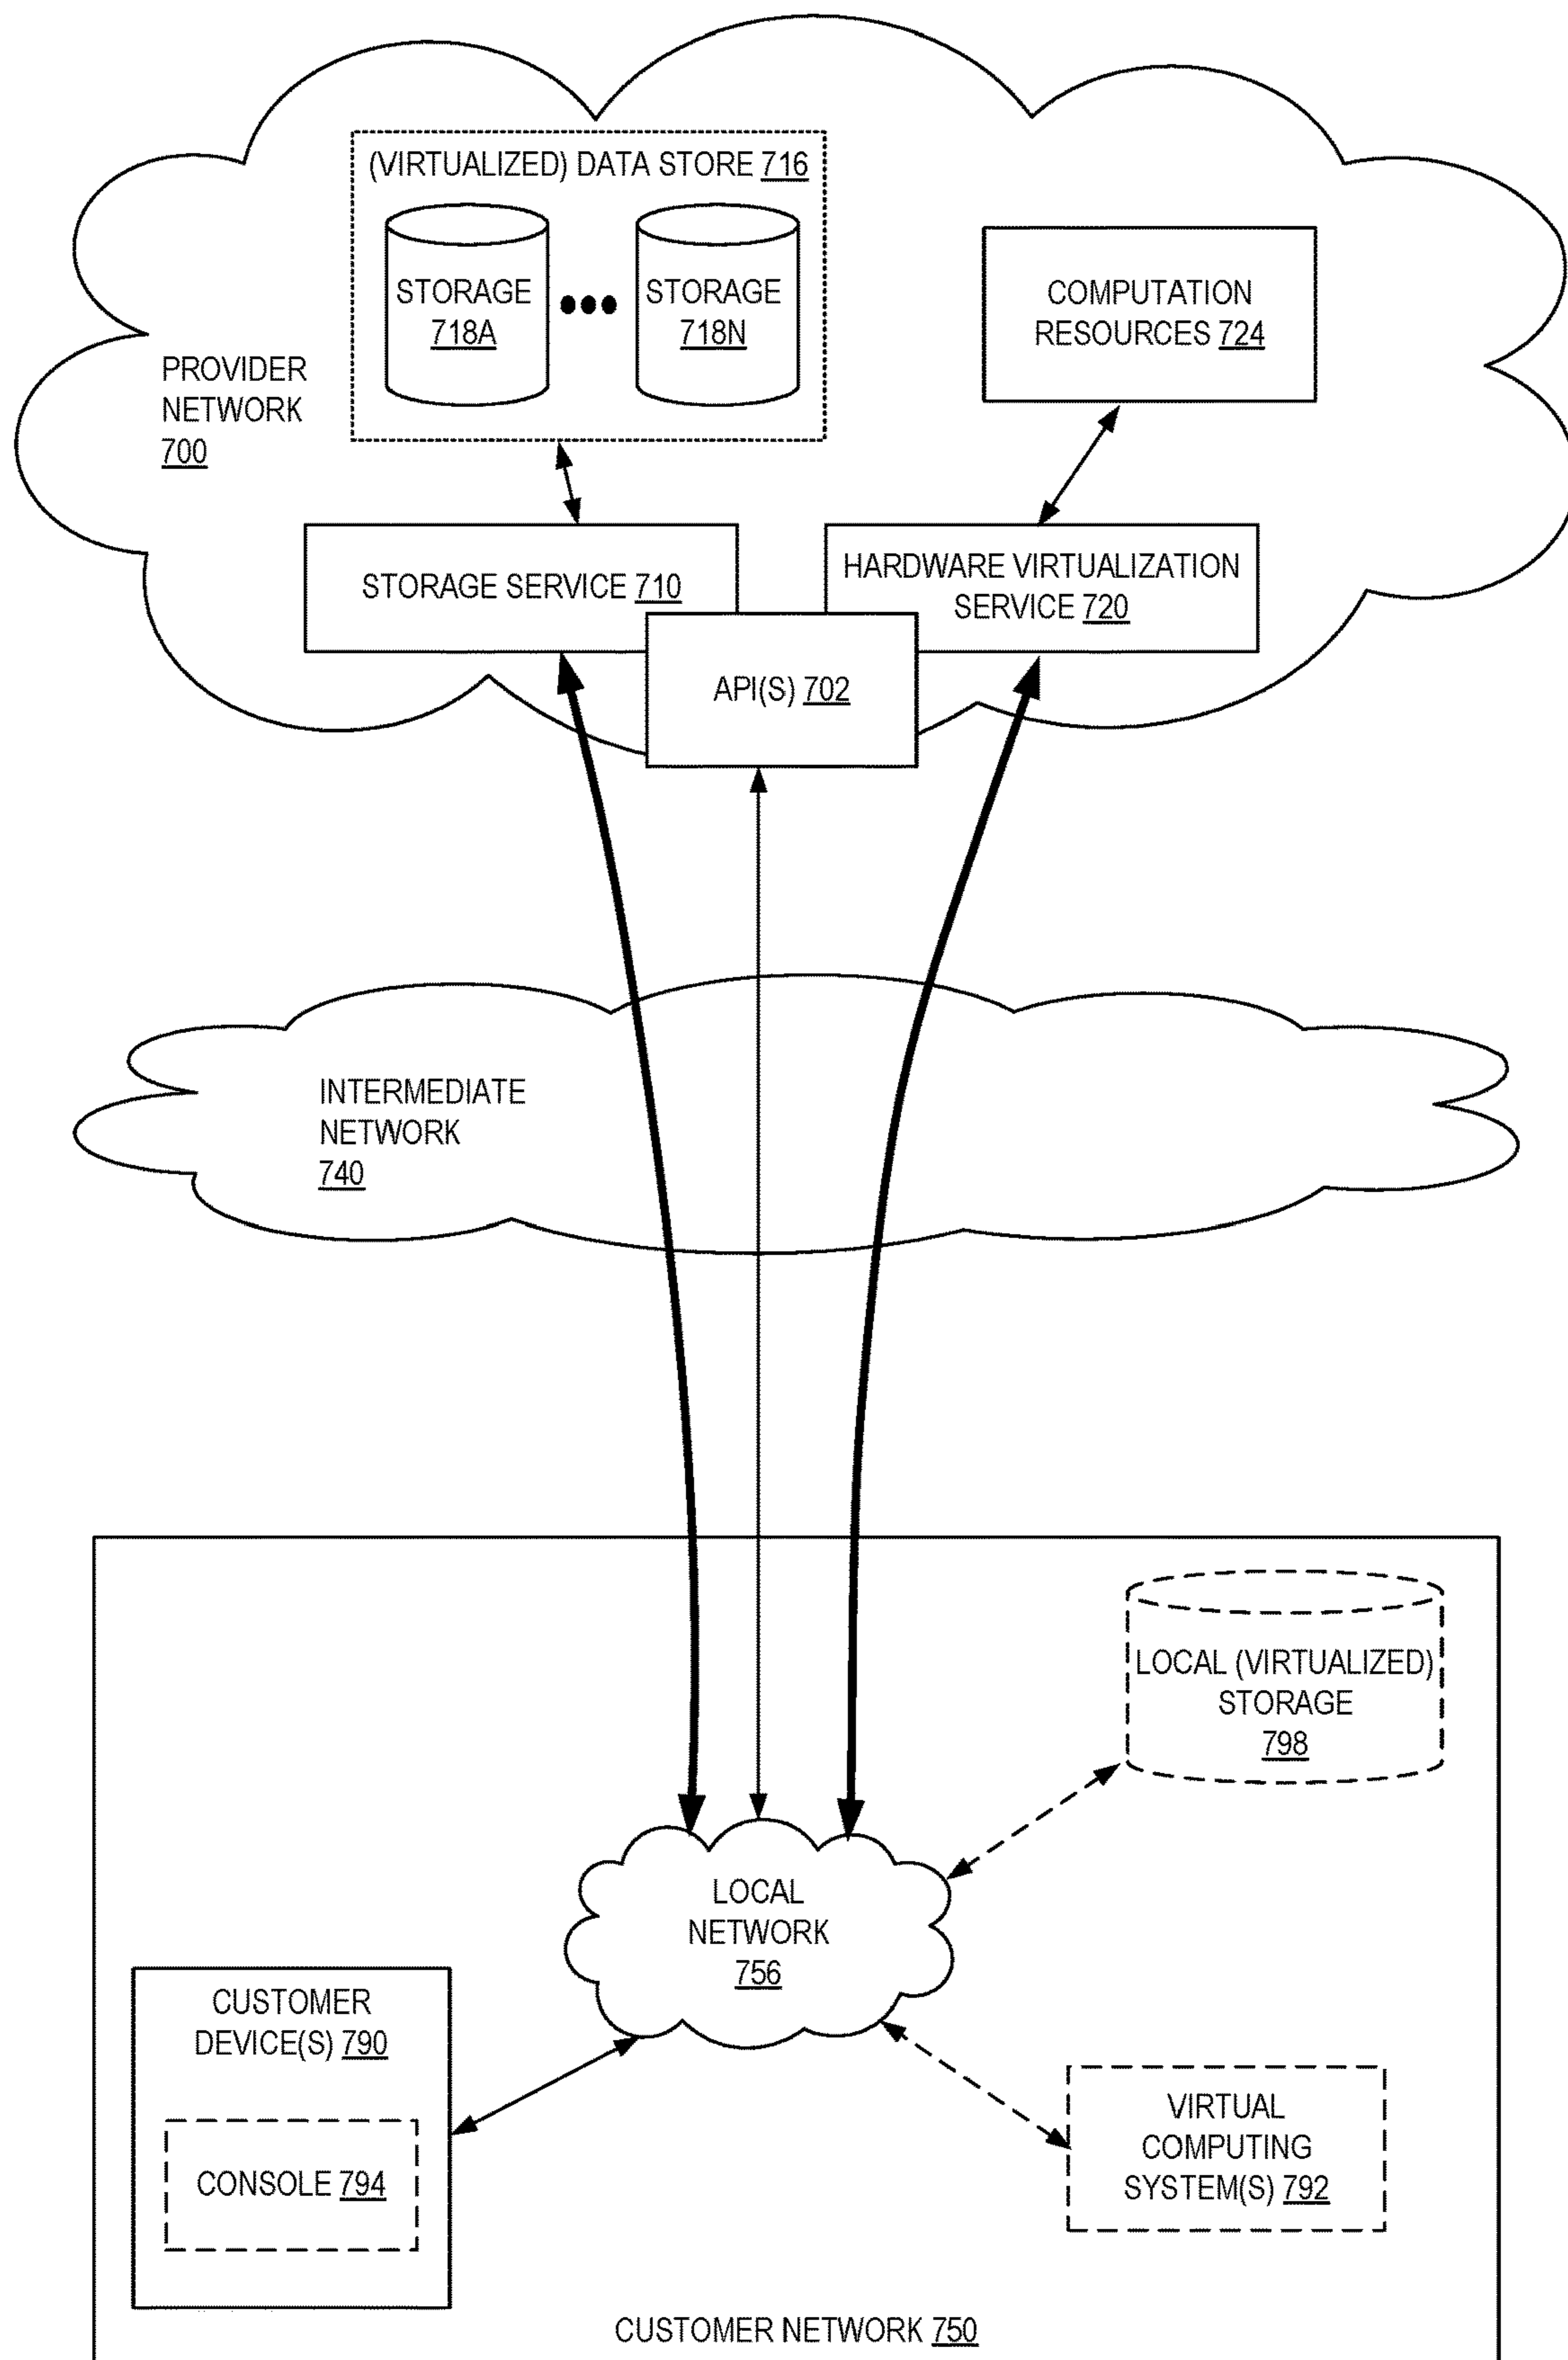 (VIRTUALIZED) DATA STORE 716
STORAGE
718A
STORAGE
718N
COMPUTATION
RESOURCES 724
PROVIDER
NETWORK
700
STORAGE SERVICE 710
HARDWARE VIRTUALIZATION
SERVICE 720
API(S) 702
INTERMEDIATE
NETWORK
740
LOCAL (VIRTUALIZED)
STORAGE
798
LOCAL
NETWORK
756
CUSTOMER
DEVICE(S) 790
CONSOLE 794
VIRTUAL
COMPUTING
SYSTEM(S) 792
CUSTOMER NETWORK 750